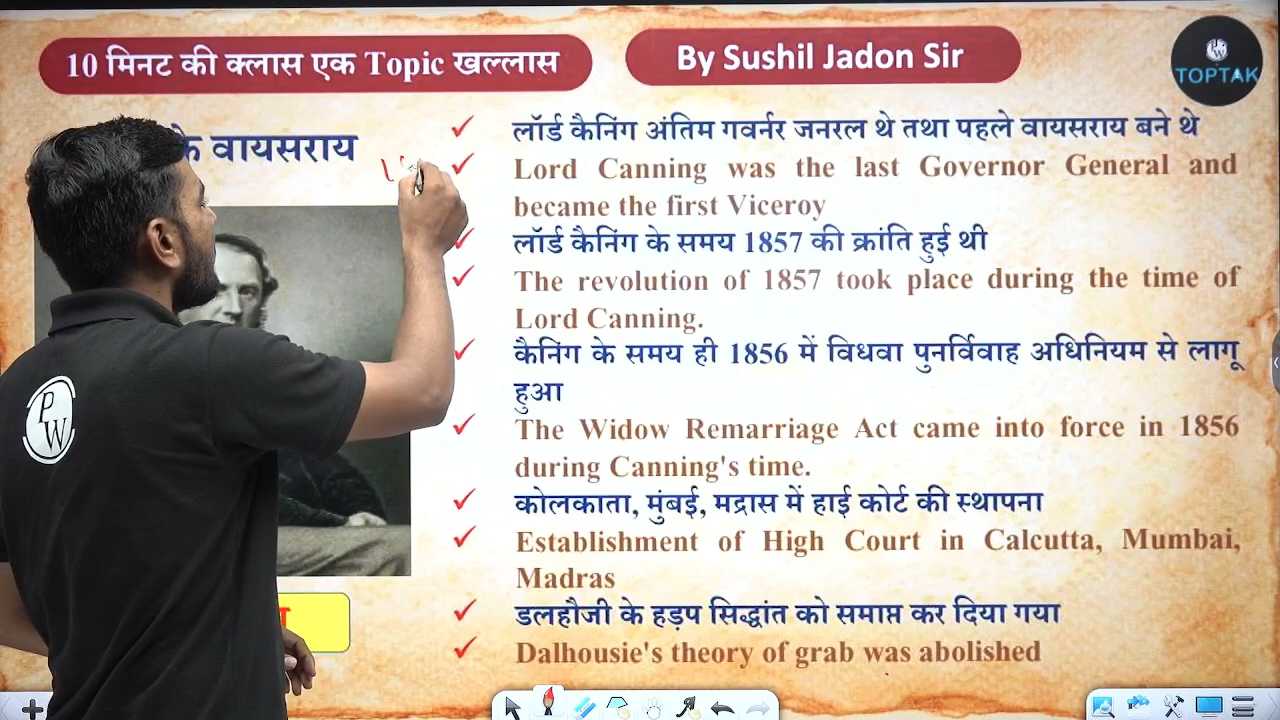 10 मिनट की क्लास एक Topic खल्लास
By Sushil Jadon Sir
TOPTAK
के वायसराय
लॉर्ड कैनिंग अंतिम गवर्नर जनरल थे तथा पहले वायसराय बने थे
Lord Canning was the last Governor General and
became the first Viceroy
लॉर्ड कैनिंग के समय 1857 की क्रांति हुई थी
The revolution of 1857 took place during the time of
Lord Canning.
कैनिंग के समय ही 1856 में विधवा पुनर्विवाह अधिनियम से लागू
हुआ
The Widow Remarriage Act came into force in 1856
during Canning's time.
कोलकाता, मुंबई, मद्रास में हाई कोर्ट की स्थापना
Establishment of High Court in Calcutta, Mumbai,
Madras
डलहौजी के हड़प सिद्धांत को समाप्त कर दिया गया
Dalhousie's theory of grab was abolished
PW